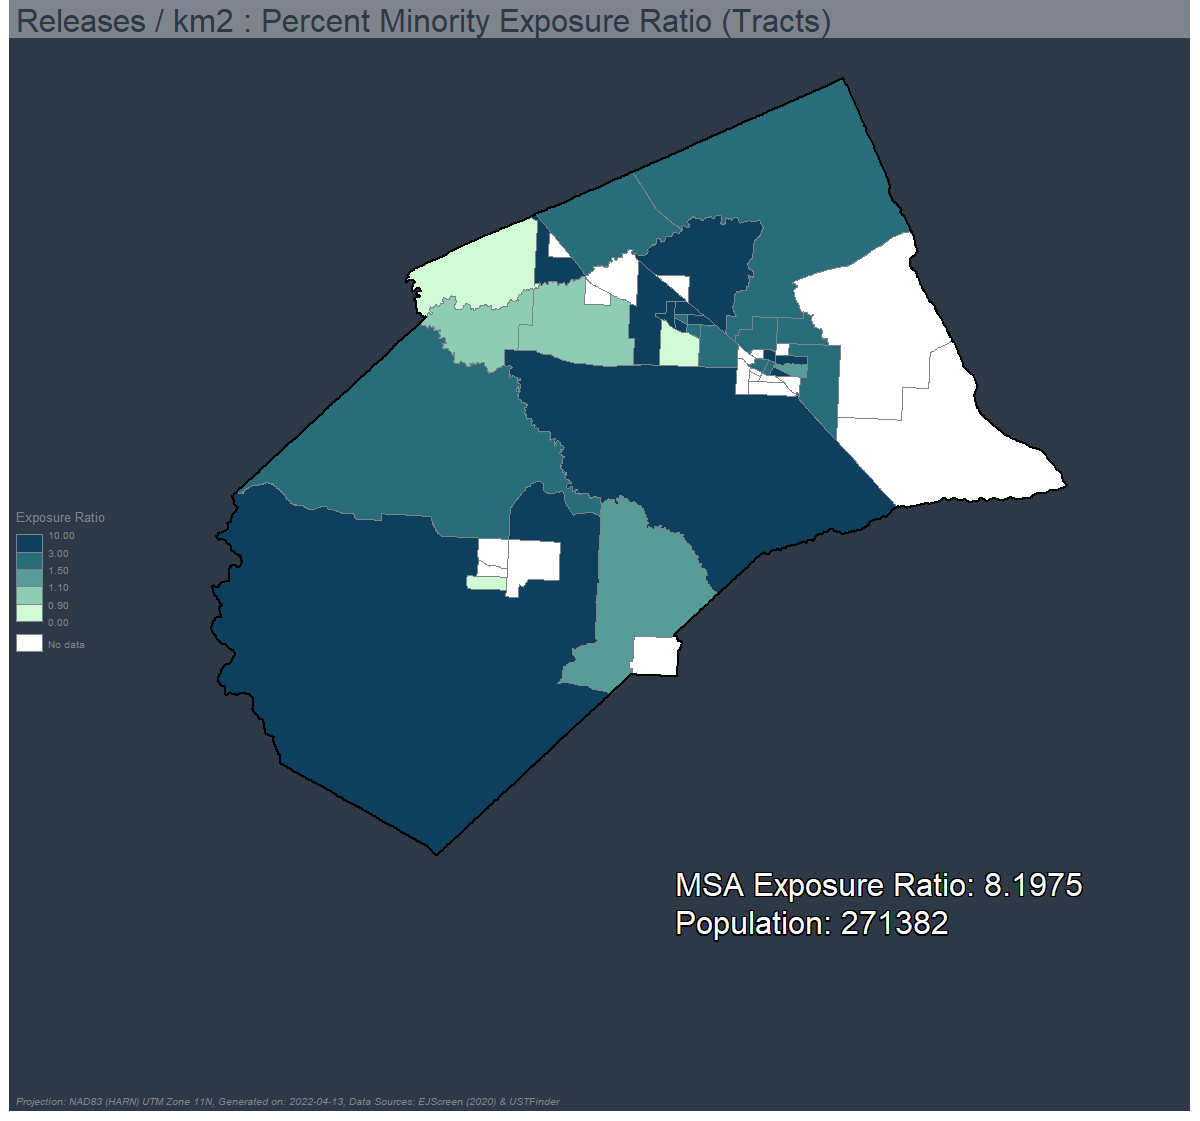 Releases / km2 : Percent Minority Exposure Ratio (Tracts)
Exposure Ratio
10.00
3.00
1.50
1.10
0.90
0.00
No data
MSA Exposure Ratio: 8.1975
Population: 271382
Projection: NAD83 (HARN) UTM Zone 11N, Generated on: 2022-04-13, Data Sources: EJScreen (2020) & USTFinder